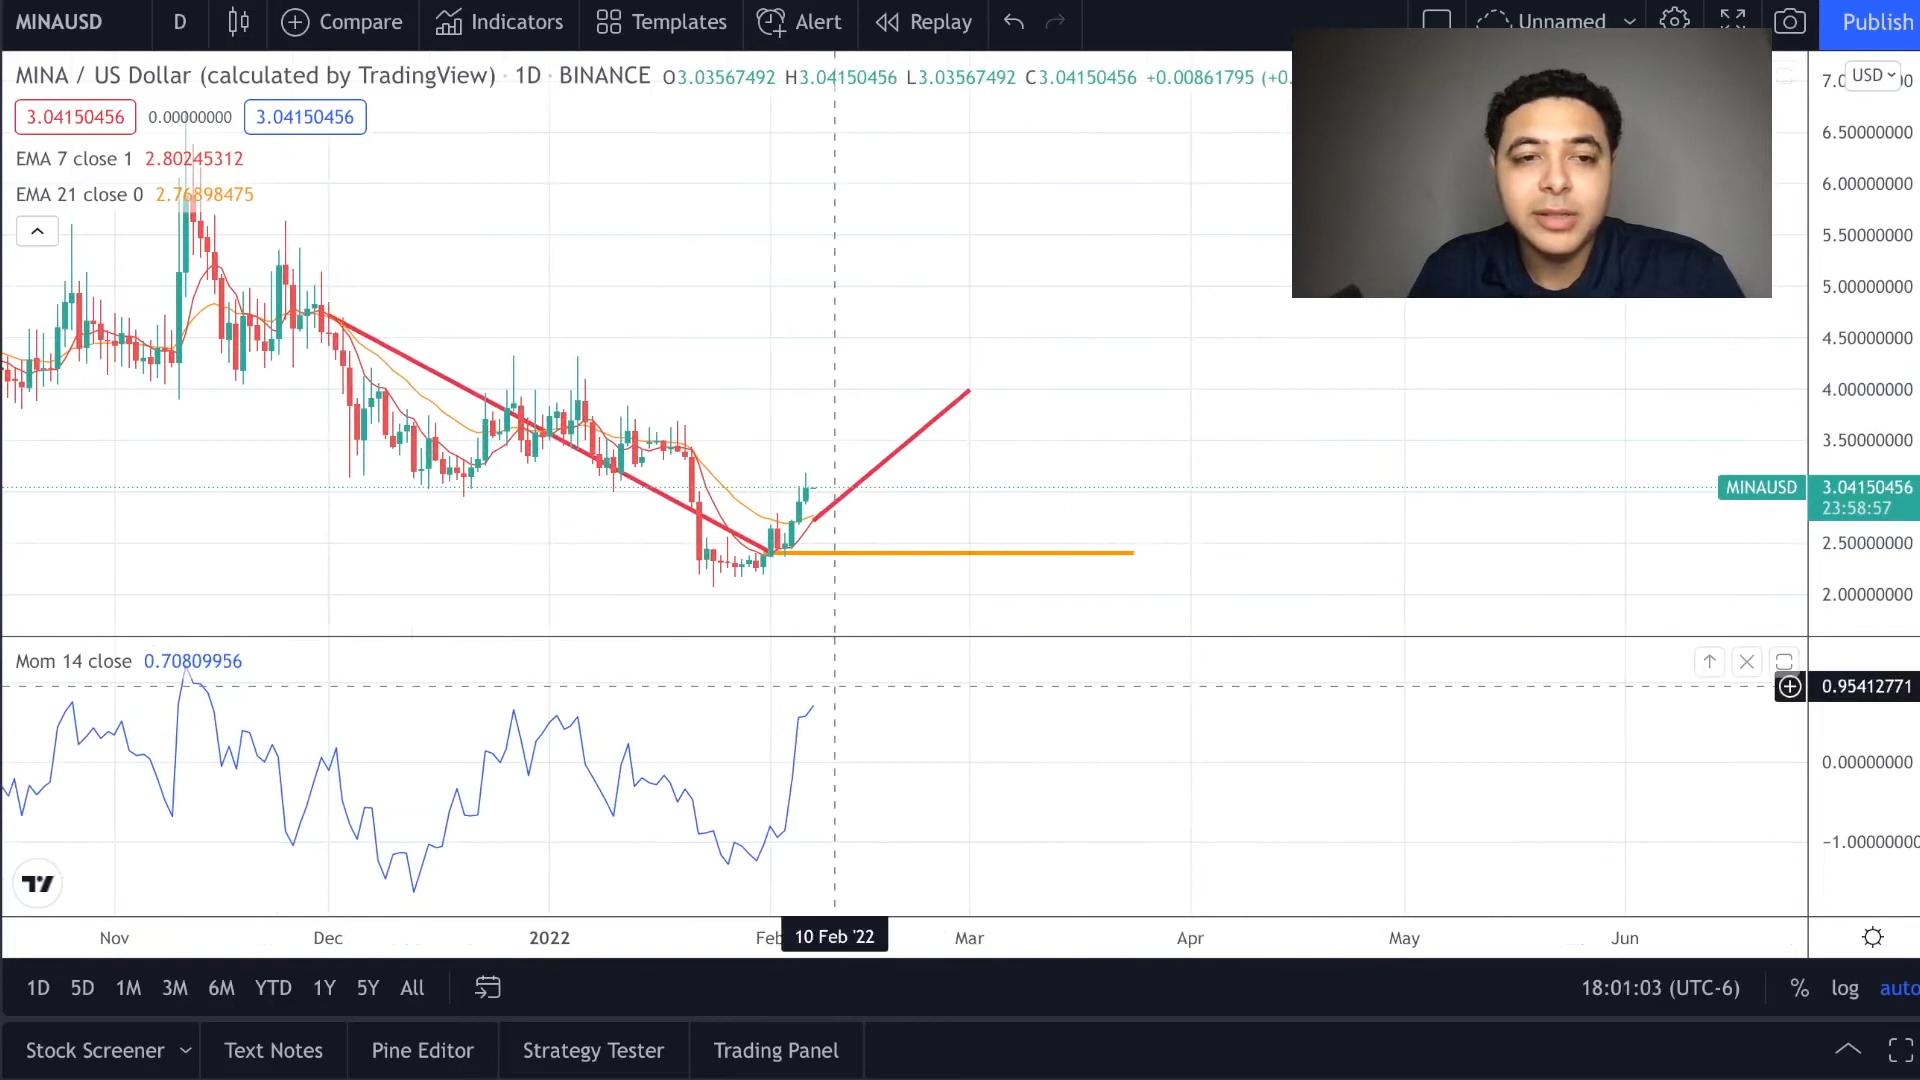 MINAUSD D Compare Indicators Templates Alert Replay Unnamed Publish
MINA / US Dollar (calculated by TradingView) · 1D · BINANCE O3.03567492 H3.04150456 L3.03567492 C3.04150456 +0.00861795 (+0.
USD
3.04150456 0.00000000 3.04150456
EMA 7 close 1 2.80245312
EMA 21 close 0 2.76898475
6.50000000
6.00000000
5.50000000
5.00000000
4.50000000
4.00000000
3.50000000
MINAUSD 3.04150456
23:58:57
2.50000000
2.00000000
Mom 14 close 0.70809956
0.95412771
0.00000000
−1.00000000
Nov Dec 2022 Feb 10 Feb '22 Mar Apr May Jun
1D 5D 1M 3M 6M YTD 1Y 5Y All 18:01:03 (UTC-6) % log auto
Stock Screener Text Notes Pine Editor Strategy Tester Trading Panel